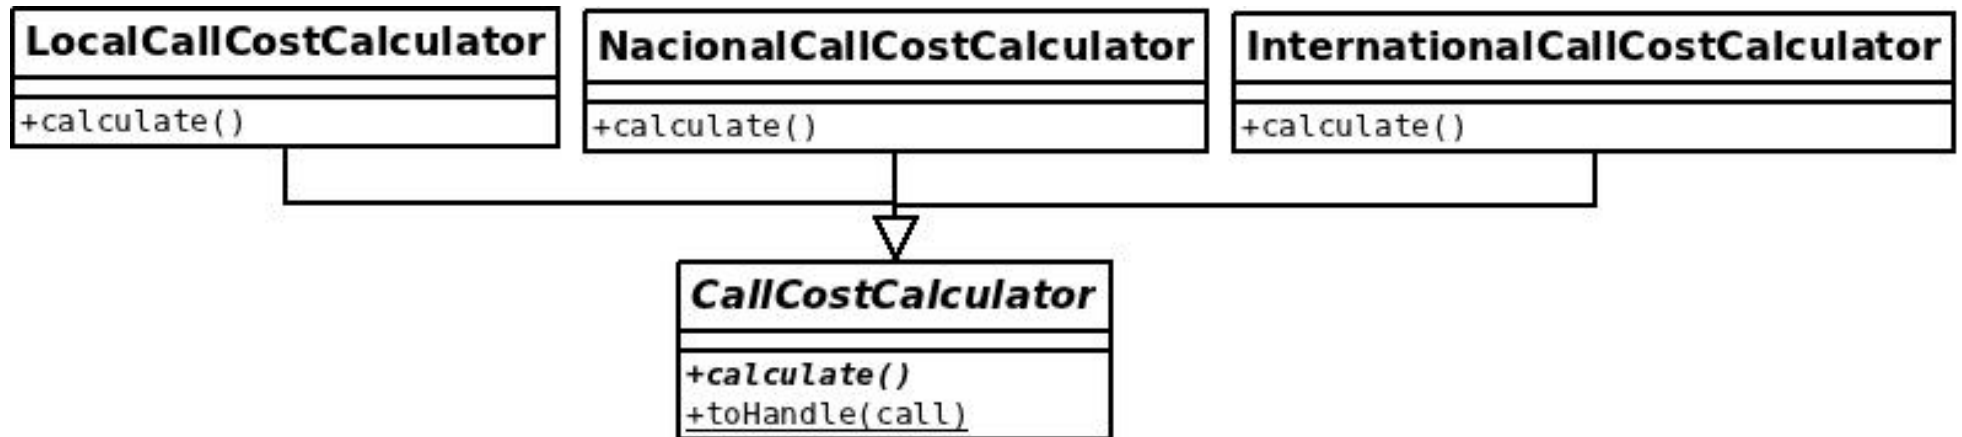 LocalCallCostCalculator
+calculate()
NacionalCallCostCalculator
+calculate()
InternationalCallCostCalculator
+calculate()
CallCostCalculator
+calculate()
+toHandle(call)